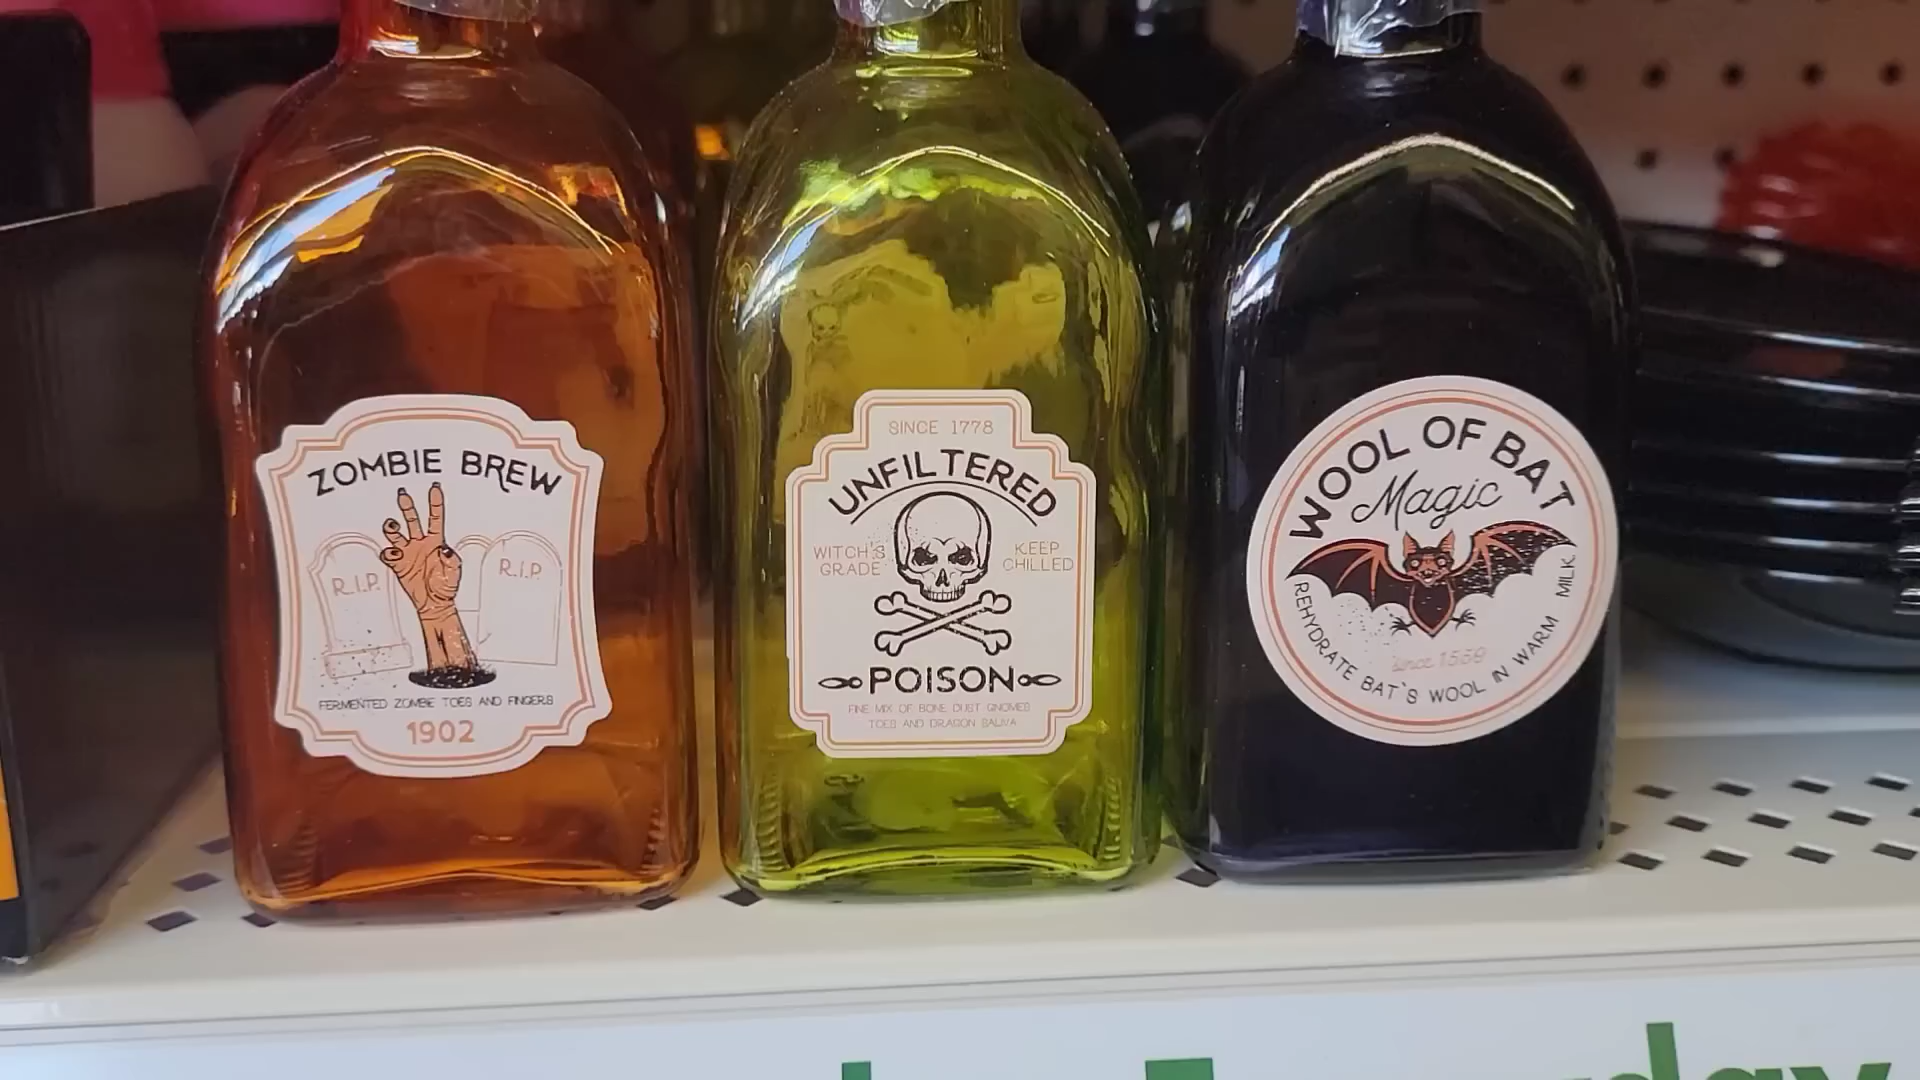 ZOMBIE BREW
R.I.P.
R.I.P.
FERMENTED ZOMBIE TOES AND FINGERS
1902
SINCE 1778
UNFILTERED
WITCH'S
GRADE
KEEP
CHILLED
POISON
FINE MIX OF BONE DUST GNOMES
TOES AND DRAGON SALIVA
WOOL OF BAT
Magic
since 1559
REHYDRATE BAT'S WOOL IN WARM MILK